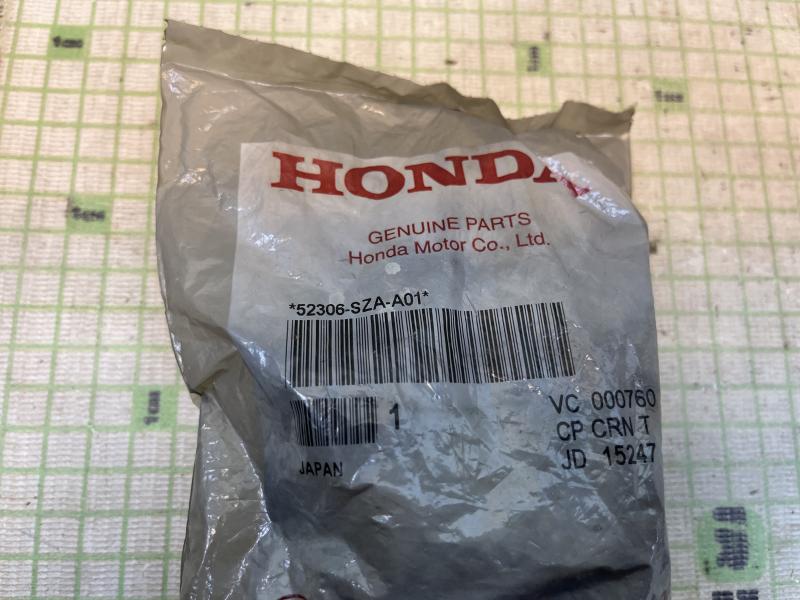 HONDA
GENUINE PARTS
Honda Motor Co., Ltd.
*52306-SZA-A01*
1
JAPAN
VC 000760
CP CRN T
JD 15247
1cm
1cm
1cm
1cm